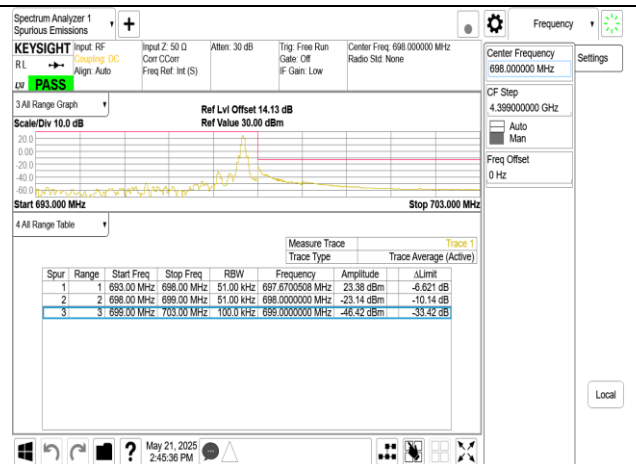 Spectrum Analyzer 1
Spurious Emissions
Frequency
KEYSIGHT Input: RF Input Z: 50 Ω Atten: 30 dB Trig: Free Run Center Freq: 698.000000 MHz
RL Coupling: DC Corr CCorr Gate: Off Radio Std: None
Align: Auto Freq Ref: Int (S) IF Gain: Low
LXI PASS
Center Frequency
698.000000 MHz
Settings
CF Step
4.399000000 GHz
Auto
Man
Freq Offset
0 Hz
3 All Range Graph
Ref Lvl Offset 14.13 dB
Scale/Div 10.0 dB Ref Value 30.00 dBm
20.0
0.00
-20.0
-40.0
-60.0
Start 693.000 MHz Stop 703.000 MHz
4 All Range Table
Measure Trace Trace 1
Trace Type Trace Average (Active)
Spur Range Start Freq Stop Freq RBW Frequency Amplitude ΔLimit
1 1 693.00 MHz 698.00 MHz 51.00 kHz 697.6700508 MHz 23.38 dBm -6.621 dB
2 2 698.00 MHz 699.00 MHz 51.00 kHz 698.0000000 MHz -23.14 dBm -10.14 dB
3 3 699.00 MHz 703.00 MHz 100.0 kHz 699.0000000 MHz -46.42 dBm -33.42 dB
Local
? May 21, 2025
2:45:36 PM